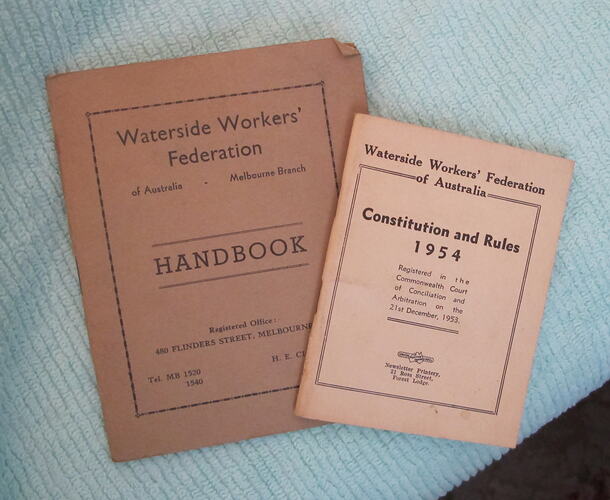 Waterside Workers'
Federation
of Australia - Melbourne Branch
HANDBOOK
Registered Office:
480 FLINDERS STREET, MELBOURNE
H. E.
Tel. MB 1520
1540
Waterside Workers' Federation
of Australia
Constitution and Rules
1954
Registered in the
Commonwealth Court
of Conciliation and
Arbitration on the
21st December, 1953.
Newsletter Printery,
21 Ross Street,
Forest Lodge.